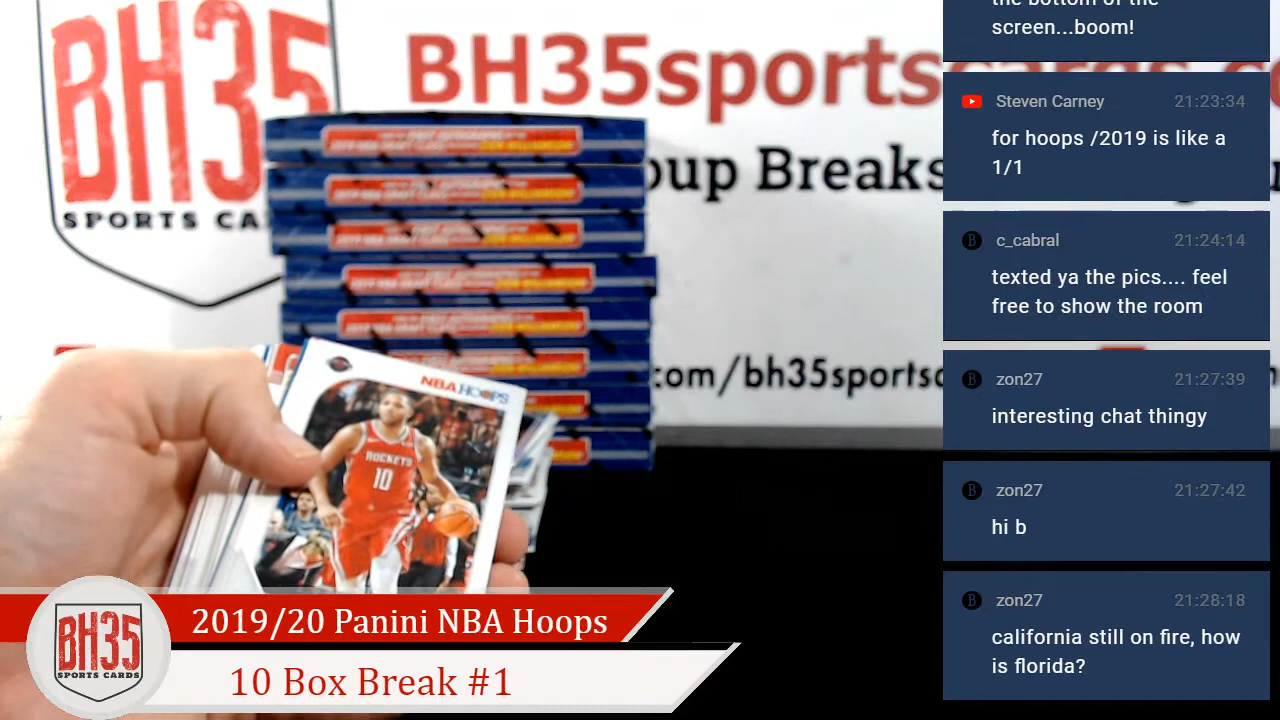 BH35
SPORTS CA
BH35sportscards.c
oup Breaks
com/bh35sportsc
NBA HOOPS
ROCKETS
10
BH35
SPORTS CARDS
2019/20 Panini NBA Hoops
10 Box Break #1
the bottom of the
screen...boom!
Steven Carney 21:23:34
for hoops /2019 is like a
1/1
c_cabral 21:24:14
texted ya the pics.... feel
free to show the room
zon27 21:27:39
interesting chat thingy
zon27 21:27:42
hi b
zon27 21:28:18
california still on fire, how
is florida?